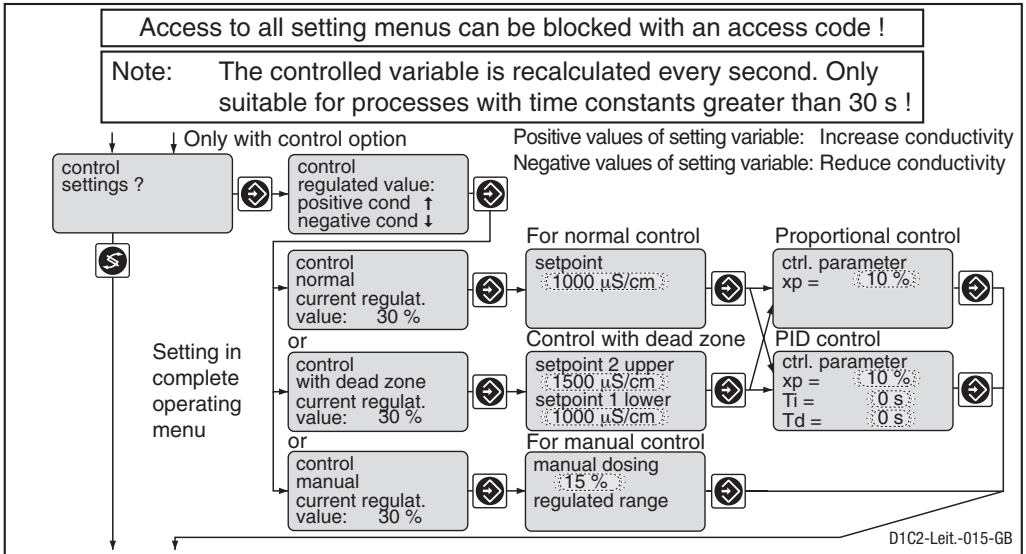 Access to all setting menus can be blocked with an access code !
Note: The controlled variable is recalculated every second. Only
suitable for processes with time constants greater than 30 s !
Only with control option
Positive values of setting variable: Increase conductivity
Negative values of setting variable: Reduce conductivity
control
settings ?
control
regulated value:
positive cond ↑
negative cond ↓
For normal control
Proportional control
control
normal
current regulat.
value: 30 %
setpoint
1000 µS/cm
ctrl. parameter
xp = 10 %
or
Setting in
complete
operating
menu
Control with dead zone
PID control
control
with dead zone
current regulat.
value: 30 %
setpoint 2 upper
1500 µS/cm
setpoint 1 lower
1000 µS/cm
ctrl. parameter
xp = 10 %
Ti = 0 s
Td = 0 s
or
For manual control
control
manual
current regulat.
value: 30 %
manual dosing
15 %
regulated range
D1C2-Leit.-015-GB